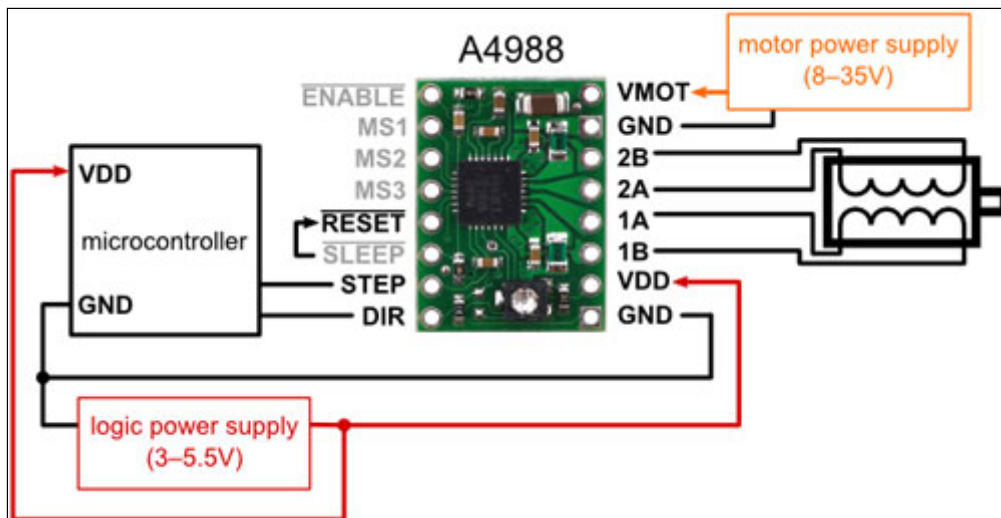 A4988
motor power supply
(8–35V)
ENABLE
VMOT
MS1
GND
MS2
2B
VDD
MS3
2A
microcontroller
RESET
1A
SLEEP
1B
STEP
VDD
GND
DIR
GND
logic power supply
(3–5.5V)